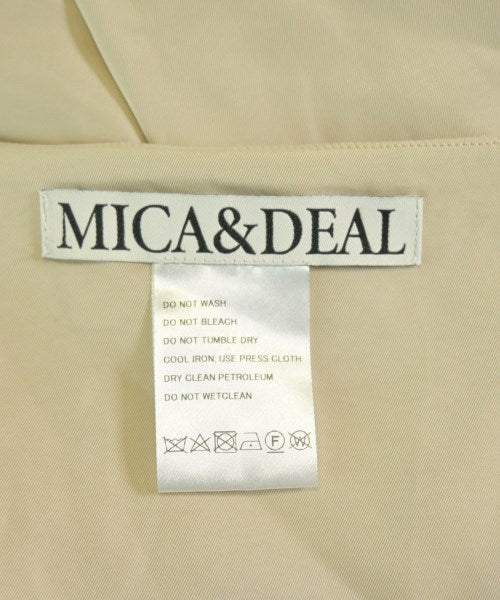 MICA&DEAL
DO NOT WASH
DO NOT BLEACH
DO NOT TUMBLE DRY
COOL IRON, USE PRESS CLOTH
DRY CLEAN PETROLEUM
DO NOT WETCLEAN
F W